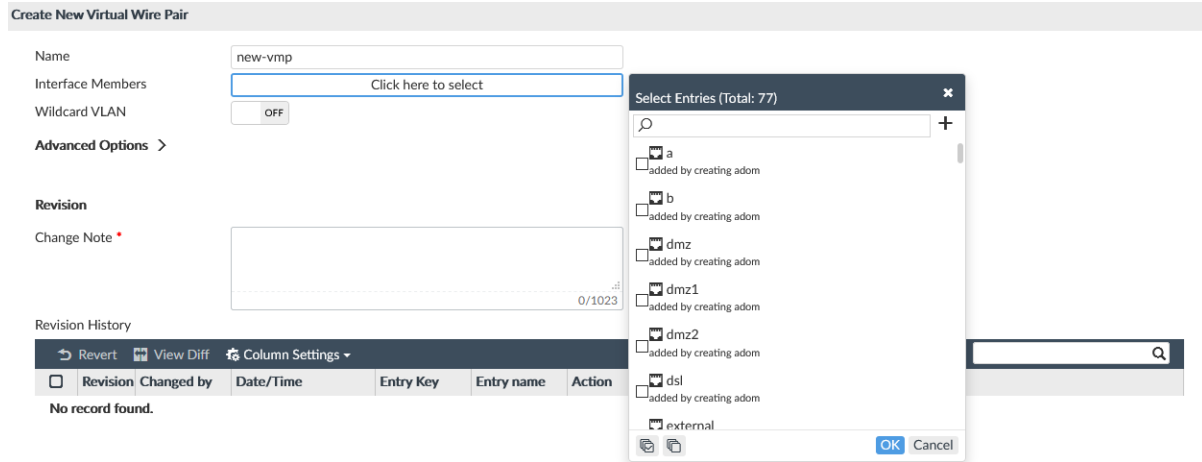 Create New Virtual Wire Pair
Name
new-vmp
Interface Members
Click here to select
Wildcard VLAN
OFF
Advanced Options
Revision
Change Note *
0/1023
Revision History
Revert View Diff Column Settings
Revision Changed by Date/Time Entry Key Entry name Action
No record found.
Select Entries (Total: 77)
a
added by creating adom
b
added by creating adom
dmz
added by creating adom
dmz1
added by creating adom
dmz2
added by creating adom
dsl
added by creating adom
external
OK Cancel